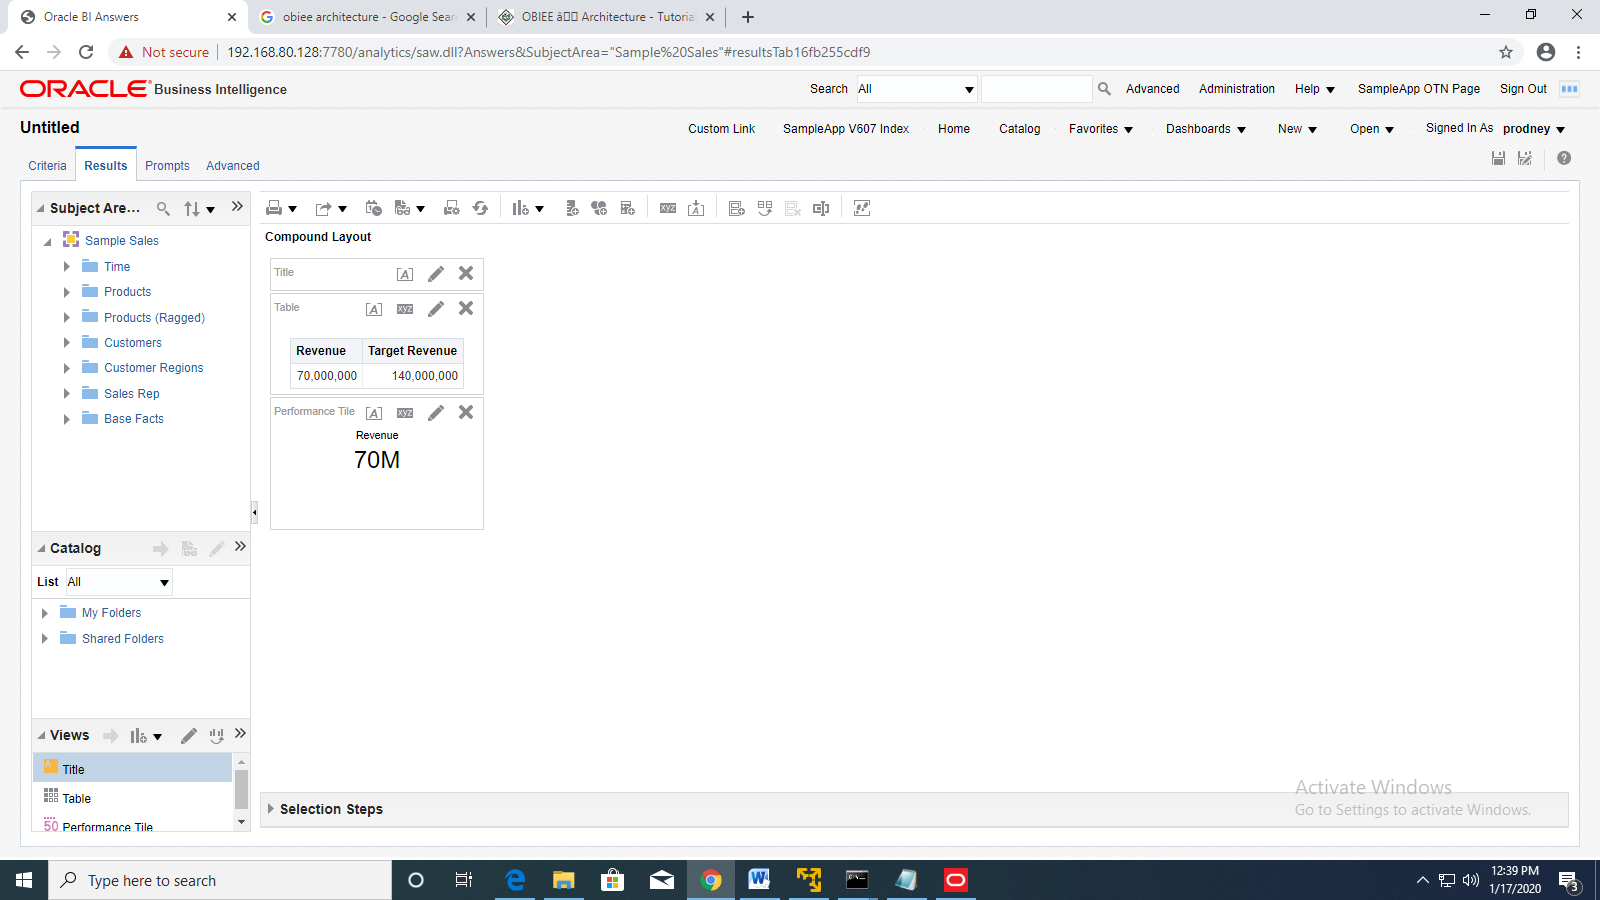 Oracle BI Answers
obiee architecture - Google Sear
OBIEE â Architecture - Tutorial
Not secure
192.168.80.128:7780/analytics/saw.dll?Answers&SubjectArea="Sample%20Sales"#resultsTab16fb255cdf9
ORACLE Business Intelligence
Search All Advanced Administration Help SampleApp OTN Page Sign Out
Untitled
Custom Link SampleApp V607 Index Home Catalog Favorites Dashboards New Open Signed In As prodney
Criteria Results Prompts Advanced
Subject Are...
Sample Sales
Time
Products
Products (Ragged)
Customers
Customer Regions
Sales Rep
Base Facts
Catalog
List All
My Folders
Shared Folders
Views
Title
Table
50 Performance Tile
Compound Layout
Title
Table xyz
Revenue Target Revenue
70,000,000 140,000,000
Performance Tile xyz
Revenue
70M
Selection Steps
Activate Windows
Go to Settings to activate Windows.
Type here to search
12:39 PM
1/17/2020
3